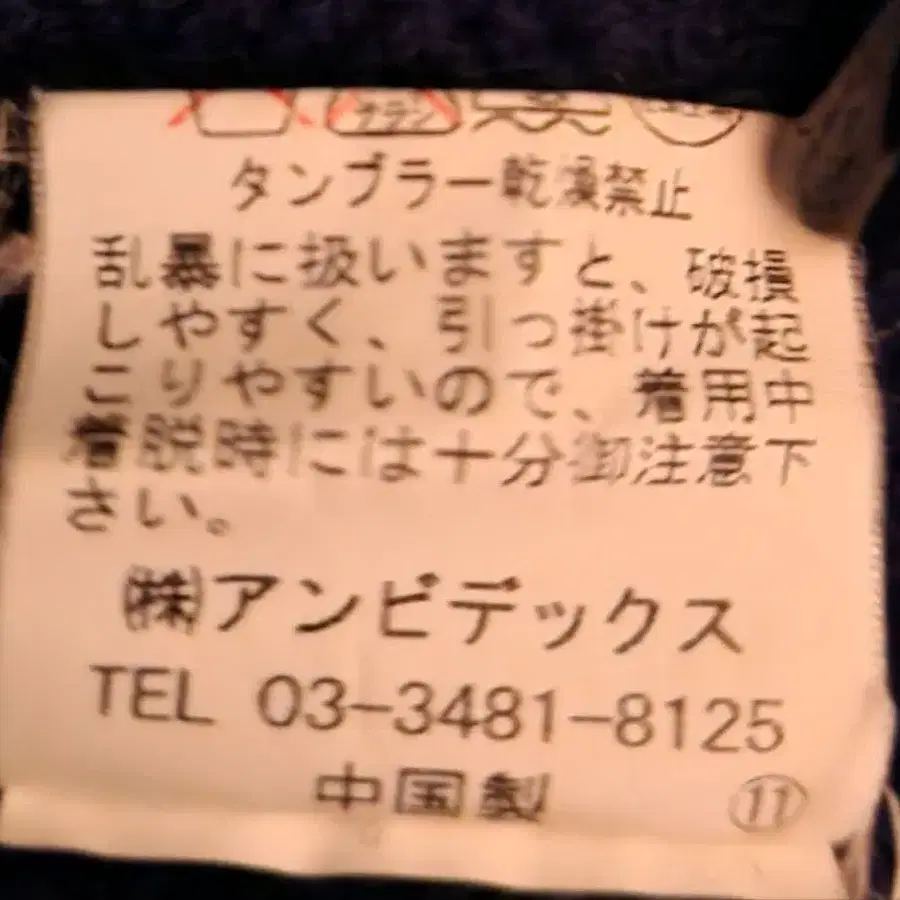 タンブラー乾燥禁止
乱暴に扱いますと、破損
しやすく、引っ掛けが起
こりやすいので、着用中
着脱時には十分御注意下
さい。
㈱アンビデックス
TEL 03-3481-8125
中国製 ⑪